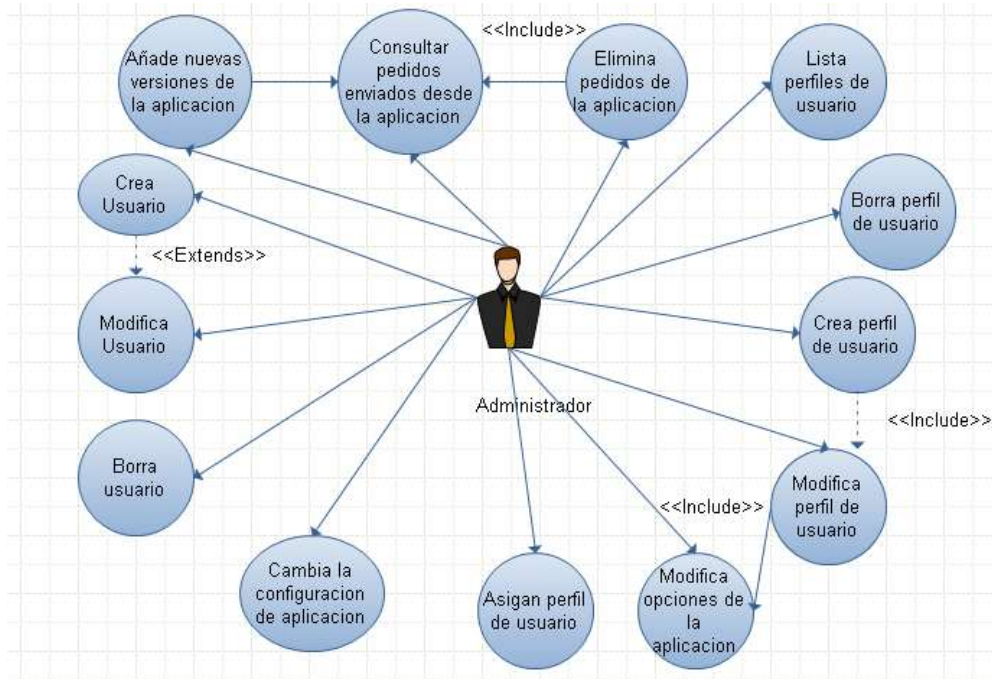 <<Include>>
Añade nuevas
versiones de
la aplicacion
Consultar
pedidos
enviados desde
la aplicacion
Elimina
pedidos de
la aplicacion
Lista
perfiles de
usuario
Crea
Usuario
Borra perfil
de usuario
<<Extends>>
Modifica
Usuario
Crea perfil
de usuario
Administrador
<<Include>>
Borra
usuario
Modifica
perfil de
usuario
<<Include>>
Cambia la
configuracion
de aplicacion
Asigan perfil
de usuario
Modifica
opciones de
la
aplicacion